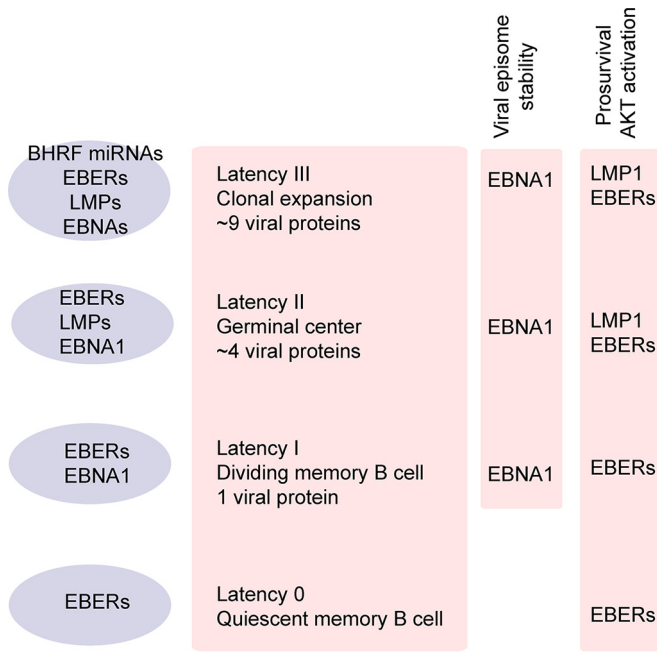 Viral episome
stability
Prosurvival
AKT activation
BHRF miRNAs
EBERs
LMPs
EBNAs
Latency III
Clonal expansion
~9 viral proteins
EBNA1
LMP1
EBERs
EBERs
LMPs
EBNA1
Latency II
Germinal center
~4 viral proteins
EBNA1
LMP1
EBERs
EBERs
EBNA1
Latency I
Dividing memory B cell
1 viral protein
EBNA1
EBERs
EBERs
Latency 0
Quiescent memory B cell
EBERs